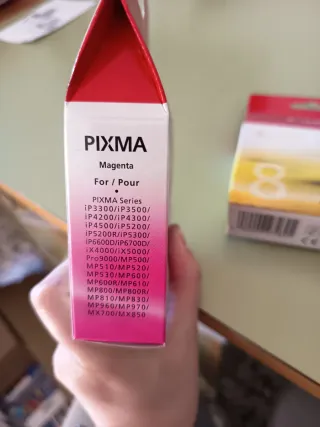 PIXMA
Magenta
For / Pour
•
PIXMA Series
iP3300/iP3500/
iP4200/iP4300/
iP4500/iP5200/
iP5200R/iP5300/
iP6600D/iP6700D/
iX4000/iX5000/
Pro9000/MP500/
MP510/MP520/
MP530/MP600/
MP600R/MP610/
MP800/MP800R/
MP810/MP830/
MP960/MP970/
MX700/MX850
8